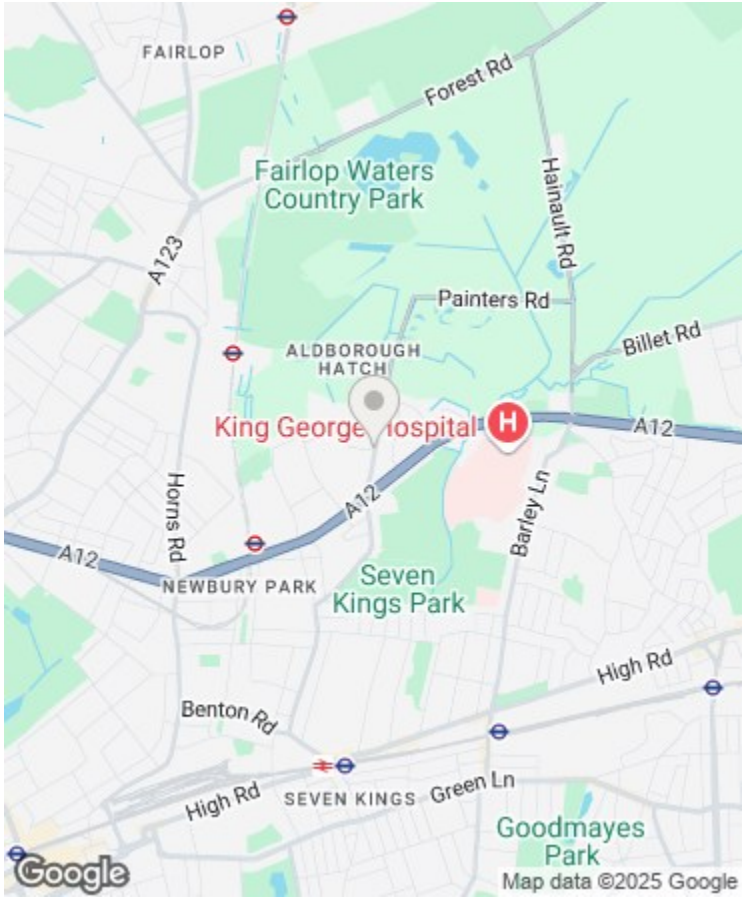 FAIRLOP
Forest Rd
Fairlop Waters
Country Park
Hainault Rd
A123
Painters Rd
Billet Rd
ALDBOROUGH
HATCH
King George Hospital
H
A12
A12
Horns Rd
A12
Barley Ln
NEWBURY PARK
Seven
Kings Park
High Rd
Benton Rd
High Rd
SEVEN KINGS
Green Ln
Goodmayes
Park
Google
Map data ©2025 Google